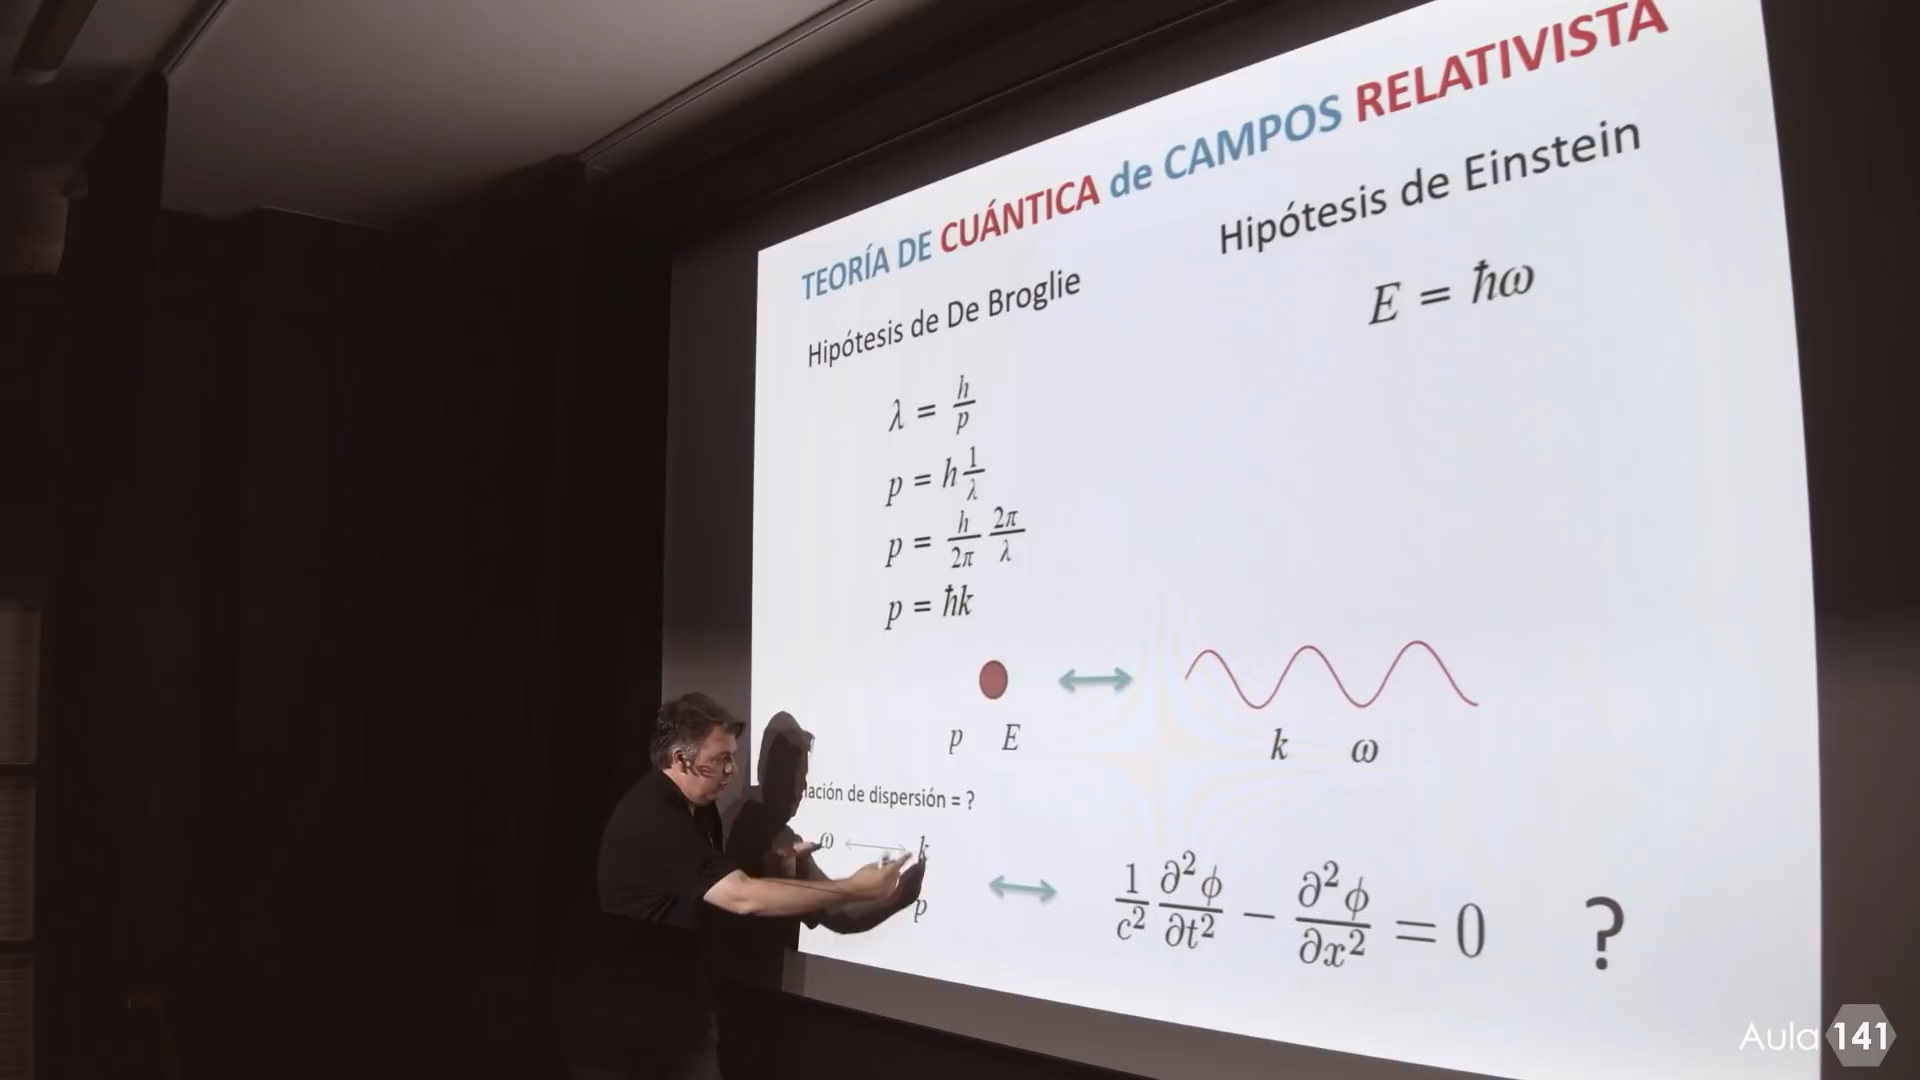 TEORÍA DE CUÁNTICA de CAMPOS RELATIVISTA
Hipótesis de De Broglie
Hipótesis de Einstein
E = ħω
λ = h/p
p = h 1/λ
p = h/2π 2π/λ
p = ħk
p E
k ω
de dispersión = ?
ω k
p
1/c² ∂²ϕ/∂t² − ∂²ϕ/∂x² = 0 ?
Aula 141